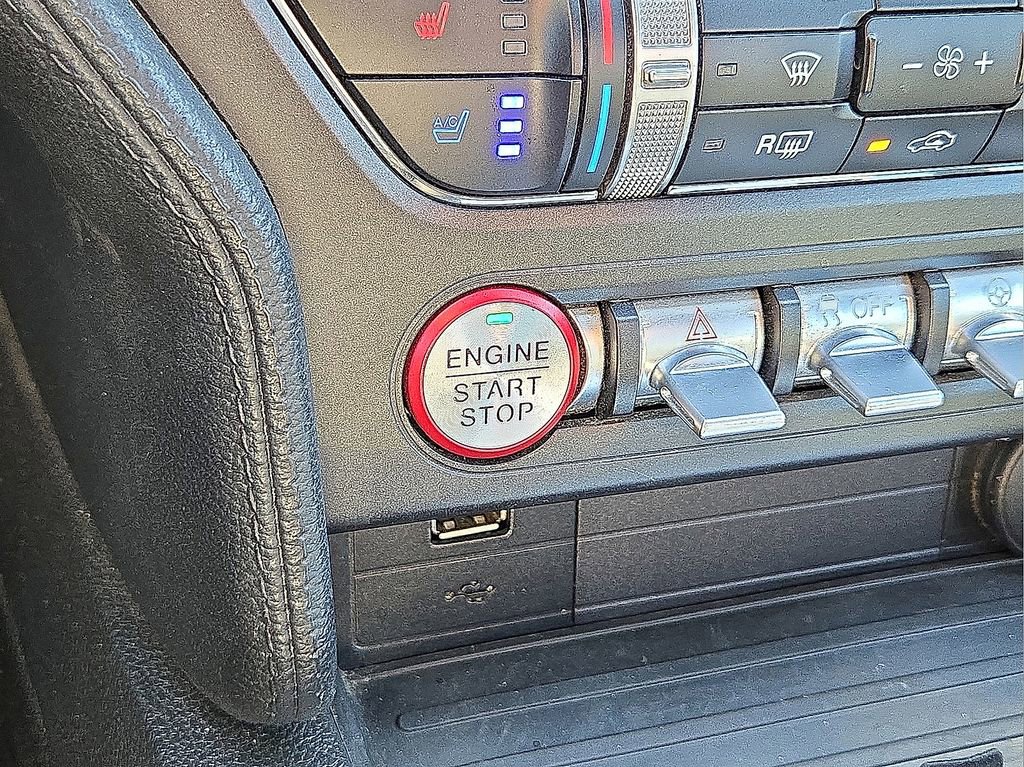 A/C
R
ENGINE
START
STOP
OFF